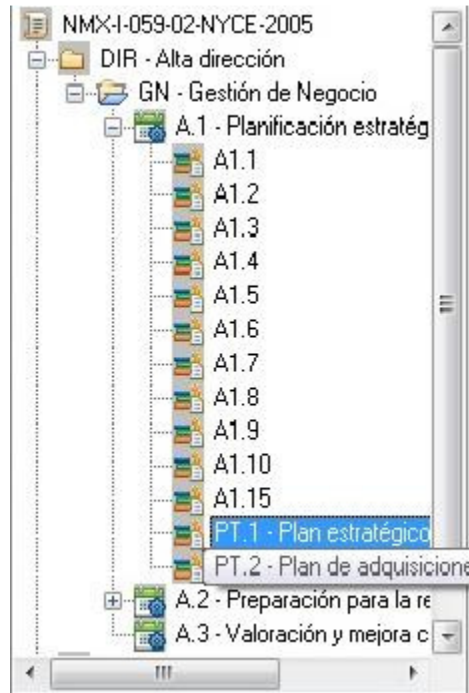 NMX-I-059-02-NYCE-2005
DIR - Alta dirección
GN - Gestión de Negocio
A.1 - Planificación estratég
A1.1
A1.2
A1.3
A1.4
A1.5
A1.6
A1.7
A1.8
A1.9
A1.10
A1.15
PT.1 - Plan estratégico
PT.2 - Plan de adquisicione
A.2 - Preparación para la re
A.3 - Valoración y mejora c